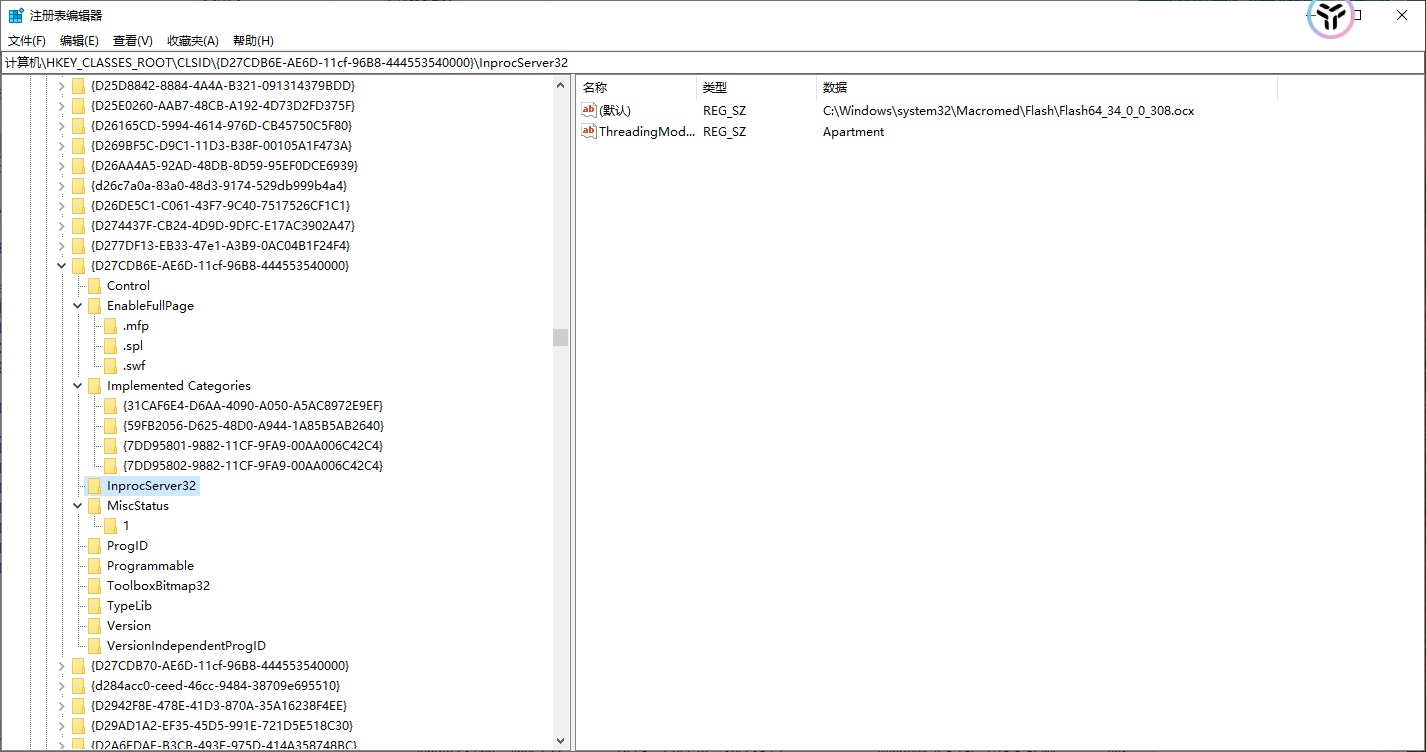 注册表编辑器
文件(F) 编辑(E) 查看(V) 收藏夹(A) 帮助(H)
计算机\HKEY_CLASSES_ROOT\CLSID\{D27CDB6E-AE6D-11cf-96B8-444553540000}\InprocServer32
{D25D8842-8884-4A4A-B321-091314379BDD}
{D25E0260-AAB7-48CB-A192-4D73D2FD375F}
{D26165CD-5994-4614-976D-CB45750C5F80}
{D269BF5C-D9C1-11D3-B38F-00105A1F473A}
{D26AA4A5-92AD-48DB-8D59-95EF0DCE6939}
{d26c7a0a-83a0-48d3-9174-529db999b4a4}
{D26DE5C1-C061-43F7-9C40-7517526CF1C1}
{D274437F-CB24-4D9D-9DFC-E17AC3902A47}
{D277DF13-EB33-47e1-A3B9-0AC04B1F24F4}
{D27CDB6E-AE6D-11cf-96B8-444553540000}
Control
EnableFullPage
.mfp
.spl
.swf
Implemented Categories
{31CAF6E4-D6AA-4090-A050-A5AC8972E9EF}
{59FB2056-D625-48D0-A944-1A85B5AB2640}
{7DD95801-9882-11CF-9FA9-00AA006C42C4}
{7DD95802-9882-11CF-9FA9-00AA006C42C4}
InprocServer32
MiscStatus
1
ProgID
Programmable
ToolboxBitmap32
TypeLib
Version
VersionIndependentProgID
{D27CDB70-AE6D-11cf-96B8-444553540000}
{d284acc0-ceed-46cc-9484-38709e695510}
{D2942F8E-478E-41D3-870A-35A16238F4EE}
{D29AD1A2-EF35-45D5-991E-721D5E518C30}
{D2A6EDAE-B3CB-493E-975D-414A358748BC}
名称 类型 数据
(默认) REG_SZ C:\Windows\system32\Macromed\Flash\Flash64_34_0_0_308.ocx
ThreadingMod... REG_SZ Apartment